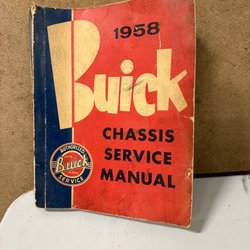 1958
Buick
CHASSIS
SERVICE
MANUAL
AUTHORIZED
Buick
SERVICE